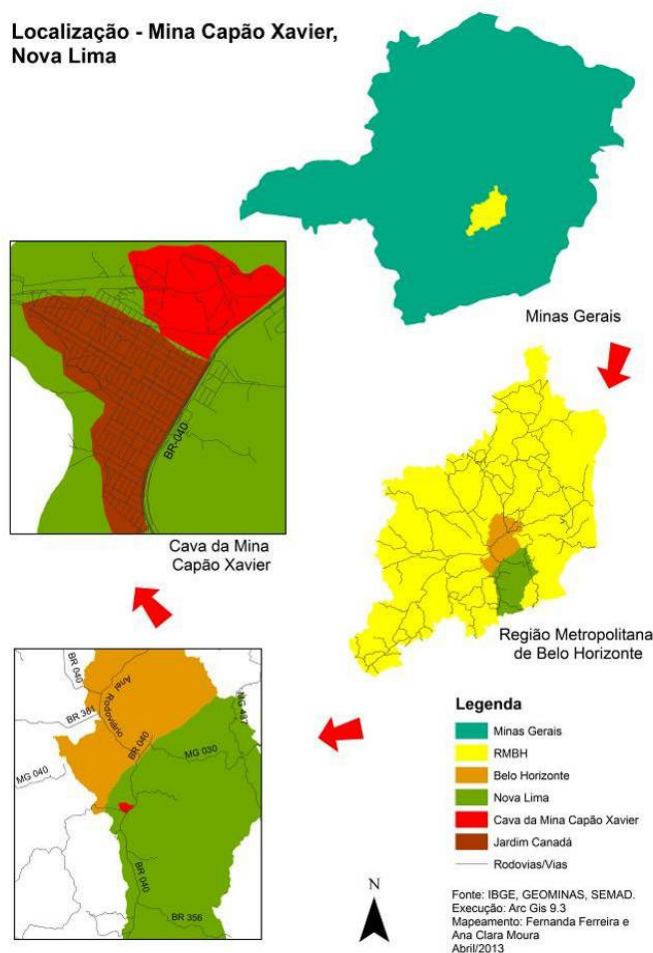 Localização - Mina Capão Xavier,
Nova Lima
Minas Gerais
BR-040
Cava da Mina
Capão Xavier
Região Metropolitana
de Belo Horizonte
BR 040
Anel
Rodoviário
BR 381
MG 437
BR 040
MG 030
MG 040
BR 040
BR 356
Legenda
Minas Gerais
RMBH
Belo Horizonte
Nova Lima
Cava da Mina Capão Xavier
Jardim Canadá
Rodovias/Vias
N
Fonte: IBGE, GEOMINAS, SEMAD.
Execução: Arc Gis 9.3
Mapeamento: Fernanda Ferreira e
Ana Clara Moura
Abril/2013